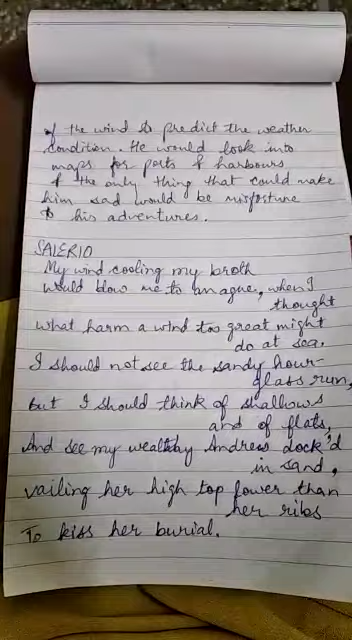 of the wind to predict the weather
condition. He would look into
maps for ports & harbours
& the only thing that could make
him sad would be misfortune
to his adventures.
SALERIO
My wind cooling my broth
would blow me to an ague, when I
thought
what harm a wind too great might
do at sea.
I should not see the sandy hour-
glass run,
But I should think of shallows
and of flats,
And see my wealthy Andrew dock'd
in sand,
vailing her high top fower than
her ribs
To kiss her burial.